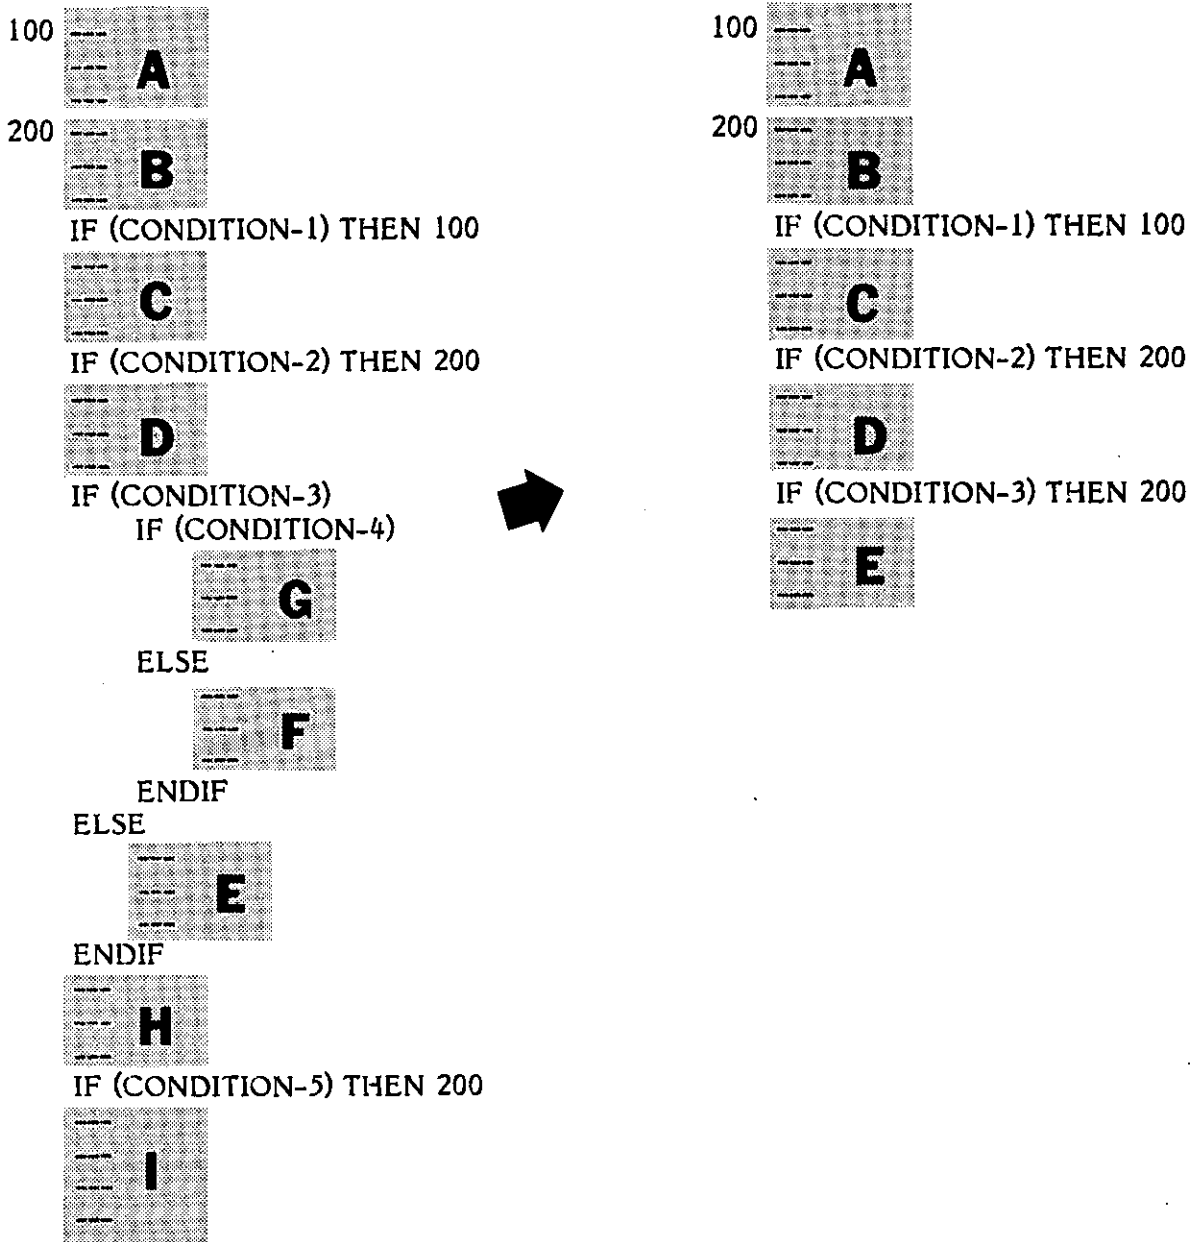 100
A
200
B
IF (CONDITION-1) THEN 100
C
IF (CONDITION-2) THEN 200
D
IF (CONDITION-3)
IF (CONDITION-4)
G
ELSE
F
ENDIF
ELSE
E
ENDIF
H
IF (CONDITION-5) THEN 200
I
100
A
200
B
IF (CONDITION-1) THEN 100
C
IF (CONDITION-2) THEN 200
D
IF (CONDITION-3) THEN 200
E